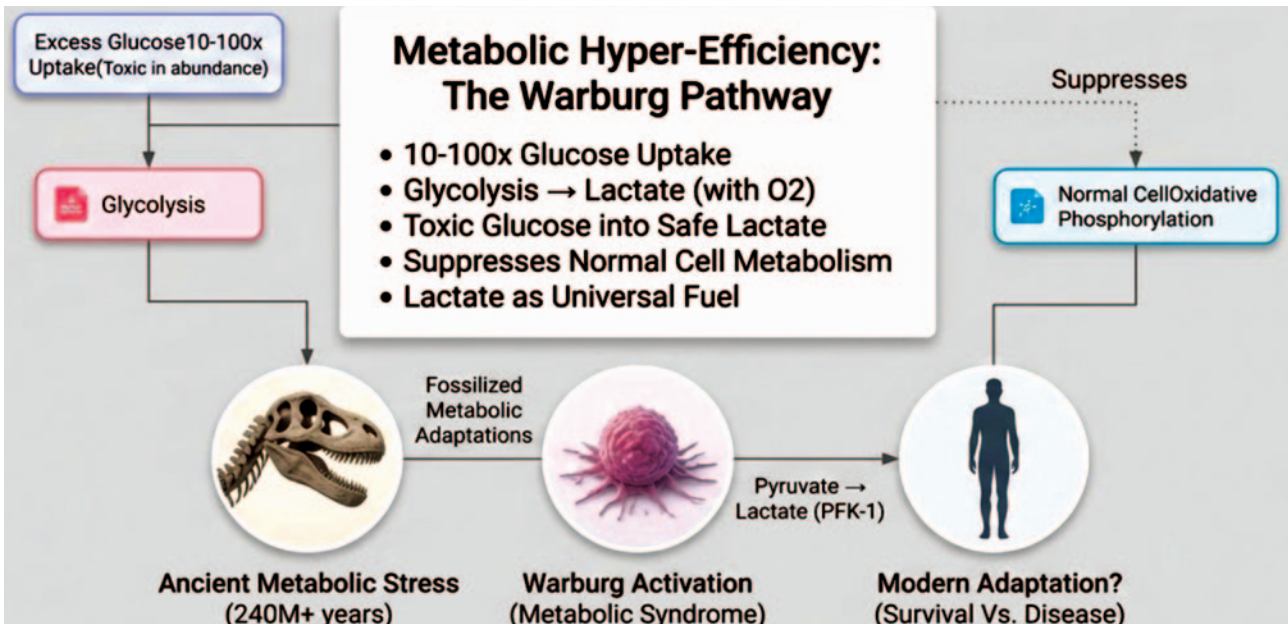 Excess Glucose10-100x
Uptake(Toxic in abundance)
Metabolic Hyper-Efficiency:
The Warburg Pathway
• 10-100x Glucose Uptake
• Glycolysis → Lactate (with O2)
• Toxic Glucose into Safe Lactate
• Suppresses Normal Cell Metabolism
• Lactate as Universal Fuel
Suppresses
Glycolysis
Normal CellOxidative
Phosphorylation
Fossilized
Metabolic
Adaptations
Pyruvate →
Lactate (PFK-1)
Ancient Metabolic Stress
(240M+ years)
Warburg Activation
(Metabolic Syndrome)
Modern Adaptation?
(Survival Vs. Disease)